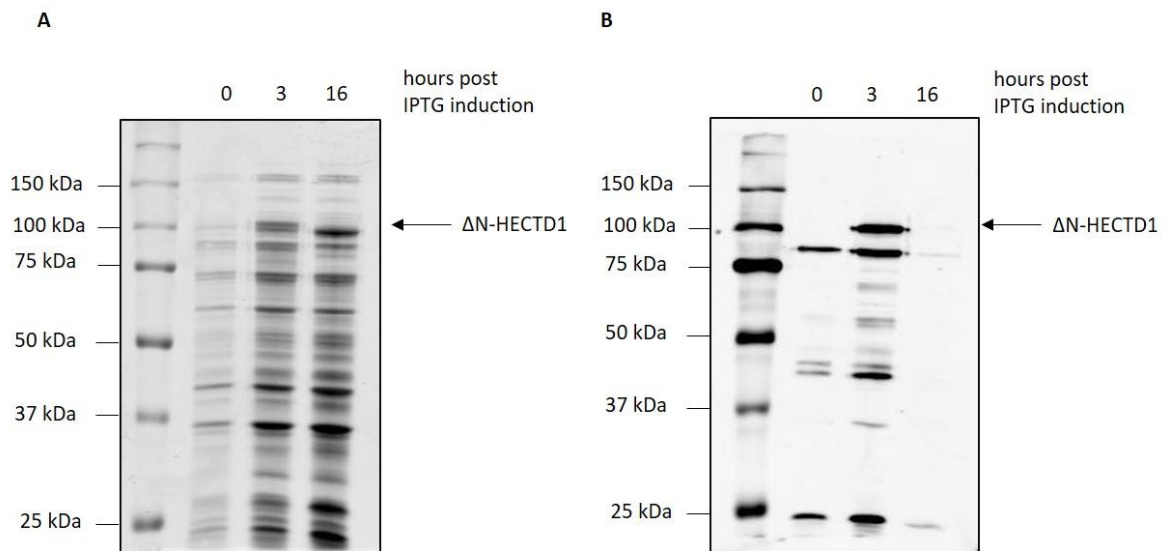 A
hours post
0 3 16 IPTG induction
150 kDa
100 kDa
ΔN-HECTD1
75 kDa
50 kDa
37 kDa
25 kDa
B
hours post
0 3 16 IPTG induction
150 kDa
100 kDa
ΔN-HECTD1
75 kDa
50 kDa
37 kDa
25 kDa